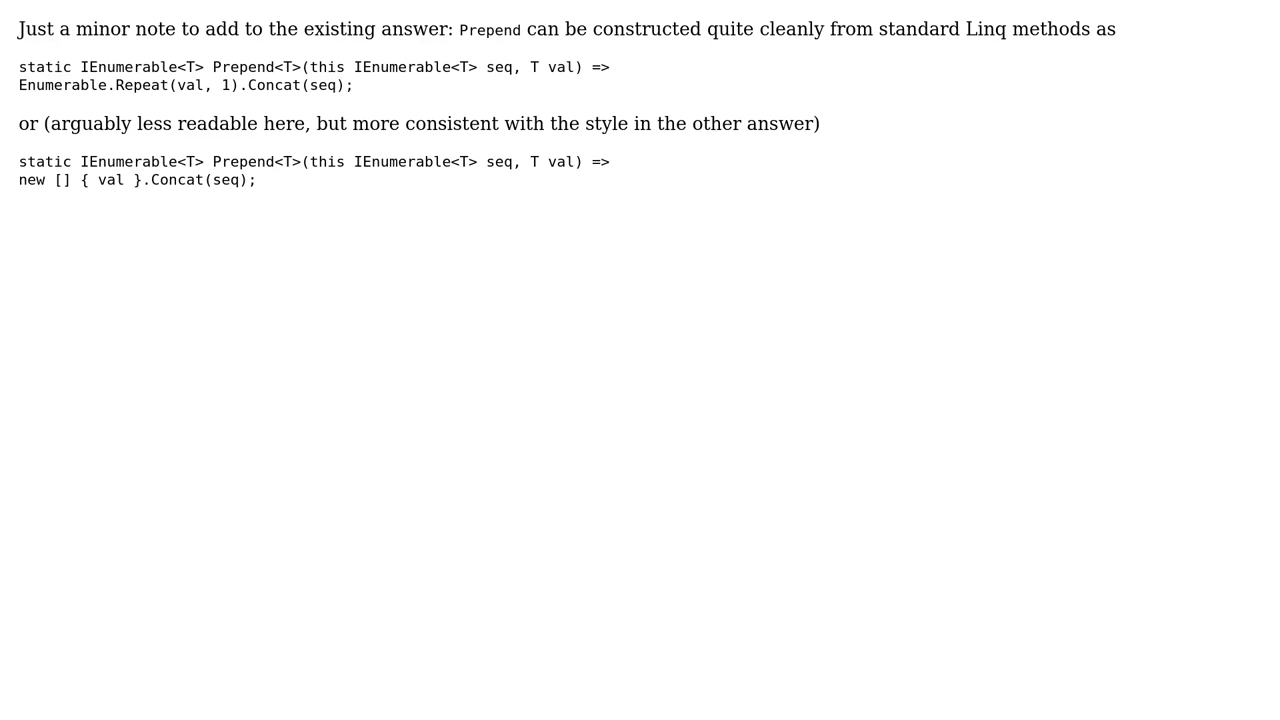 Just a minor note to add to the existing answer: Prepend can be constructed quite cleanly from standard Linq methods as
static IEnumerable<T> Prepend<T>(this IEnumerable<T> seq, T val) =>
Enumerable.Repeat(val, 1).Concat(seq);
or (arguably less readable here, but more consistent with the style in the other answer)
static IEnumerable<T> Prepend<T>(this IEnumerable<T> seq, T val) =>
new [] { val }.Concat(seq);